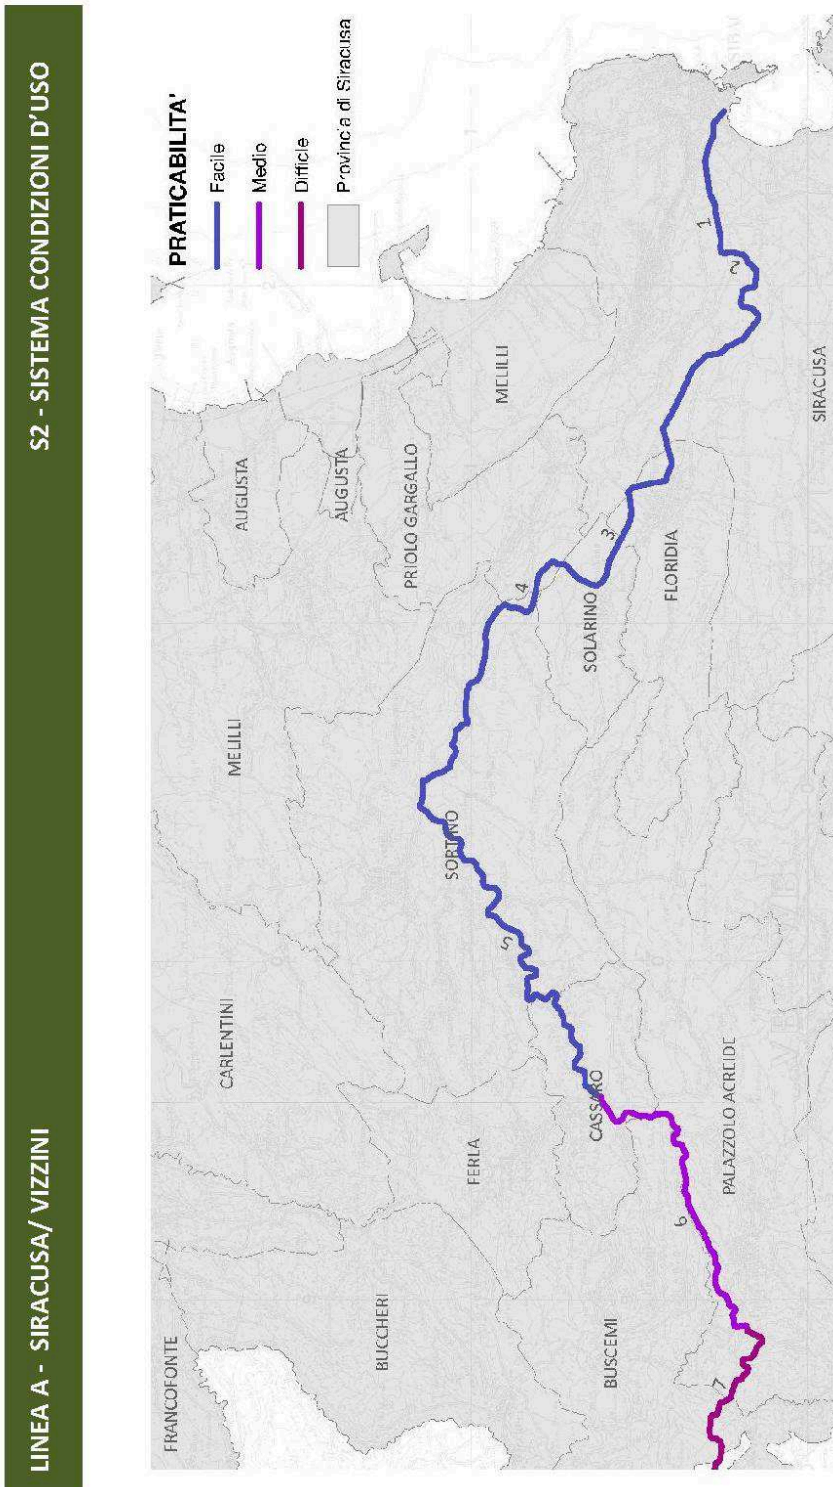 LINEA A - SIRACUSA/ VIZZINI
S2 - SISTEMA CONDIZIONI D'USO
PRATICABILITA'
Facile
Medio
Difficle
Provincia di Siracusa
FRANCOFONTE
CARLENTINI
MELILLI
AUGUSTA
AUGUSTA
BUCCHERI
PRIOLO GARGALLO
FERLA
SORTINO
MELILLI
BUSCEMI
CASSARO
SOLARINO
FLORIDIA
PALAZZOLO ACREIDE
SIRACUSA
1
2
3
4
5
6
7